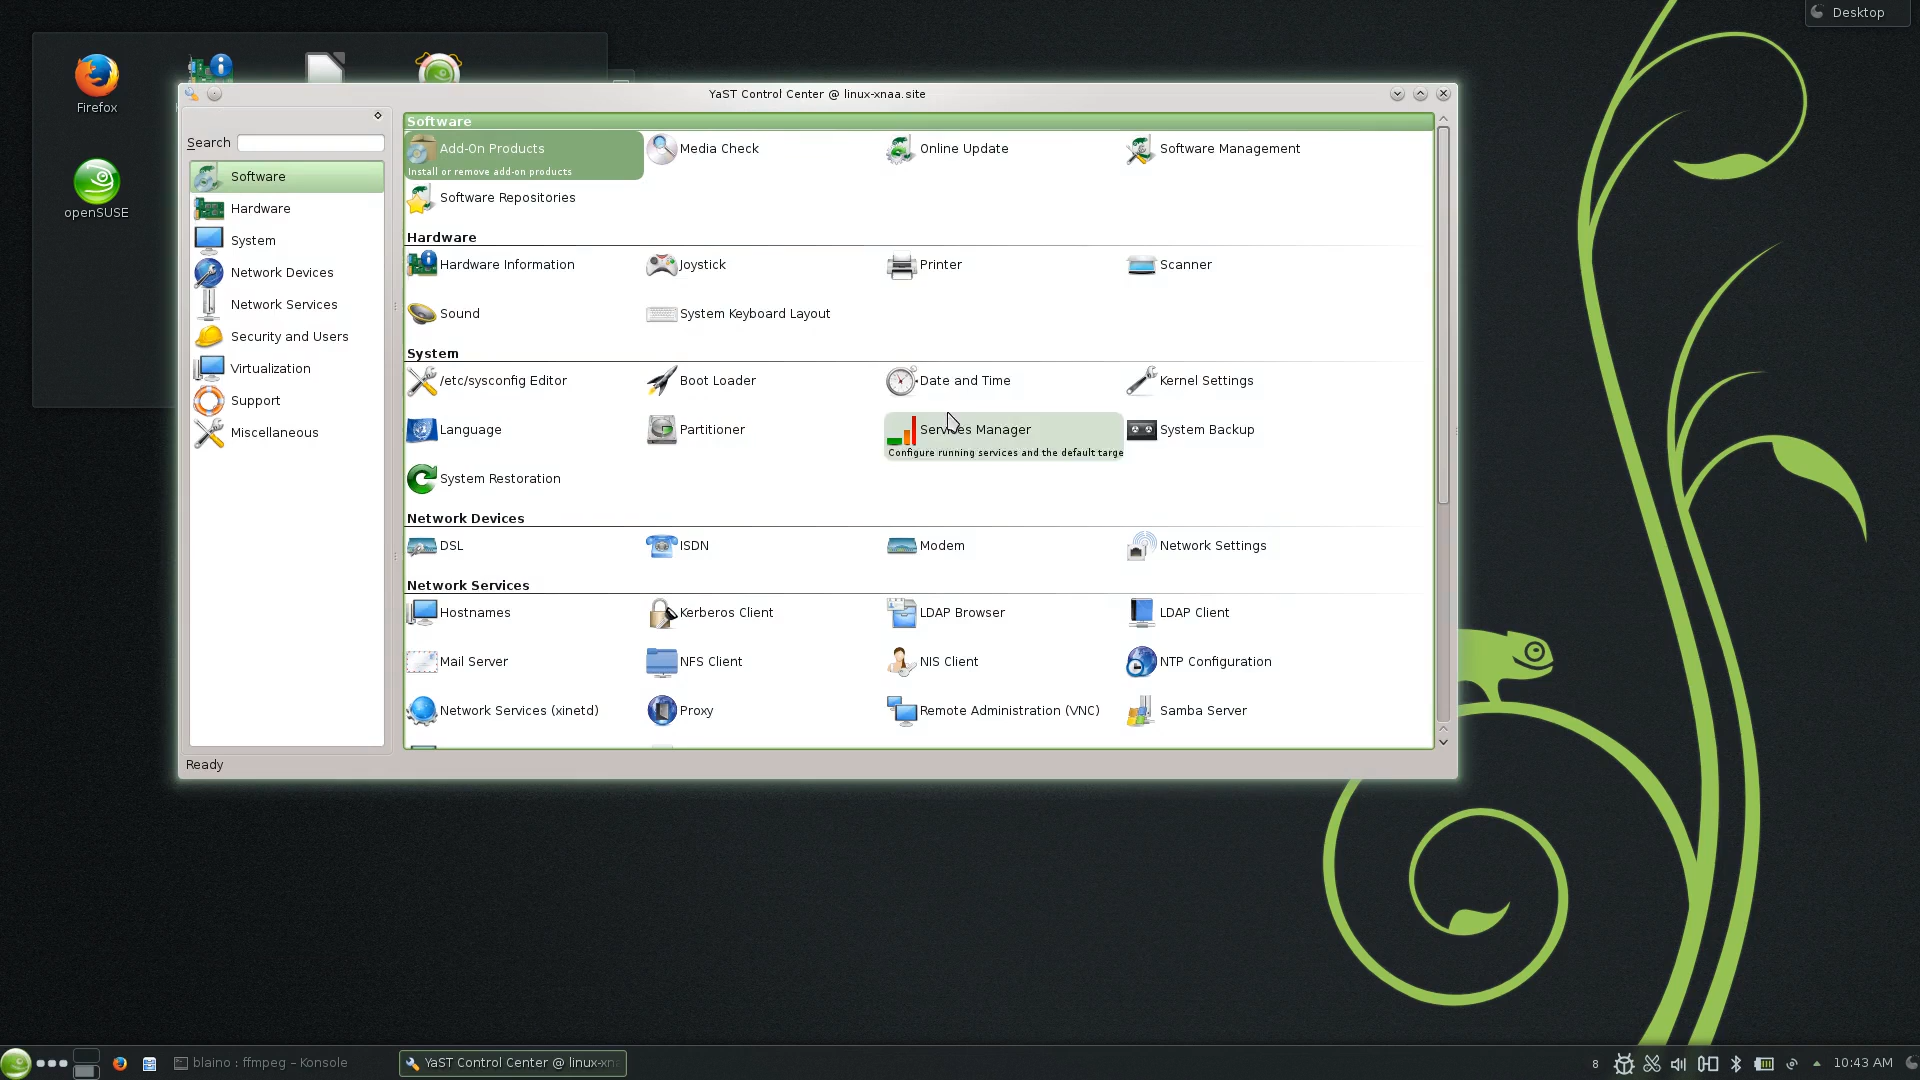 Desktop
Firefox
openSUSE
YaST Control Center @ linux-xnaa.site
Search
Software
Hardware
System
Network Devices
Network Services
Security and Users
Virtualization
Support
Miscellaneous
Software
Add-On Products
Install or remove add-on products
Media Check
Online Update
Software Management
Software Repositories
Hardware
Hardware Information
Joystick
Printer
Scanner
Sound
System Keyboard Layout
System
/etc/sysconfig Editor
Boot Loader
Date and Time
Kernel Settings
Language
Partitioner
Services Manager
Configure running services and the default targe
System Backup
System Restoration
Network Devices
DSL
ISDN
Modem
Network Settings
Network Services
Hostnames
Kerberos Client
LDAP Browser
LDAP Client
Mail Server
NFS Client
NIS Client
NTP Configuration
Network Services (xinetd)
Proxy
Remote Administration (VNC)
Samba Server
Ready
blaino : ffmpeg – Konsole
YaST Control Center @ linux-xn
8
10:43 AM